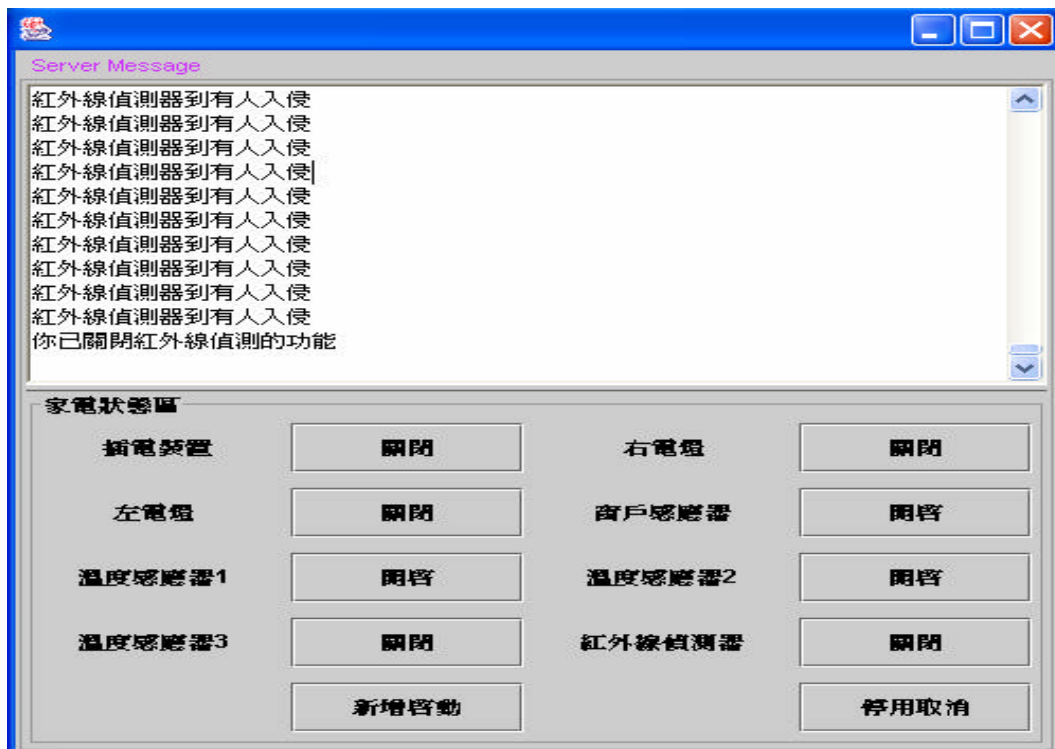 Server Message
紅外線偵測器到有人入侵
紅外線偵測器到有人入侵
紅外線偵測器到有人入侵
紅外線偵測器到有人入侵
紅外線偵測器到有人入侵
紅外線偵測器到有人入侵
紅外線偵測器到有人入侵
紅外線偵測器到有人入侵
紅外線偵測器到有人入侵
紅外線偵測器到有人入侵
你已關閉紅外線偵測的功能
家電狀態區
插電裝置 關閉 右電燈 關閉
左電燈 關閉 窗戶感應器 開啓
溫度感應器1 開啓 溫度感應器2 開啓
溫度感應器3 關閉 紅外線偵測器 關閉
新增啓動 停用取消